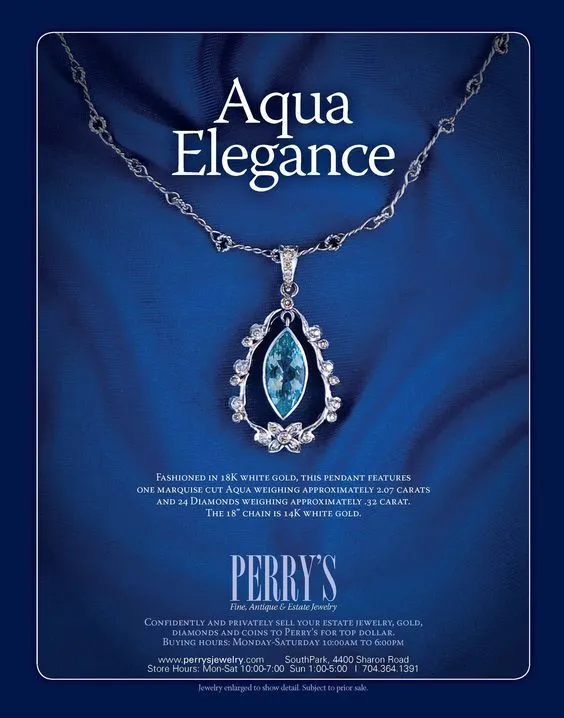 Aqua
Elegance
Fashioned in 18K white gold, this pendant features
one marquise cut Aqua weighing approximately 2.07 carats
and 24 Diamonds weighing approximately .32 carat.
The 18" chain is 14K white gold.
PERRY'S
Fine, Antique & Estate Jewelry
Confidently and privately sell your estate jewelry, gold,
diamonds and coins to Perry's for top dollar.
Buying hours: Monday-Saturday 10:00am to 6:00pm
www.perrysjewelry.com SouthPark, 4400 Sharon Road
Store Hours: Mon-Sat 10:00-7:00 Sun 1:00-5:00 | 704.364.1391
Jewelry enlarged to show detail. Subject to prior sale.